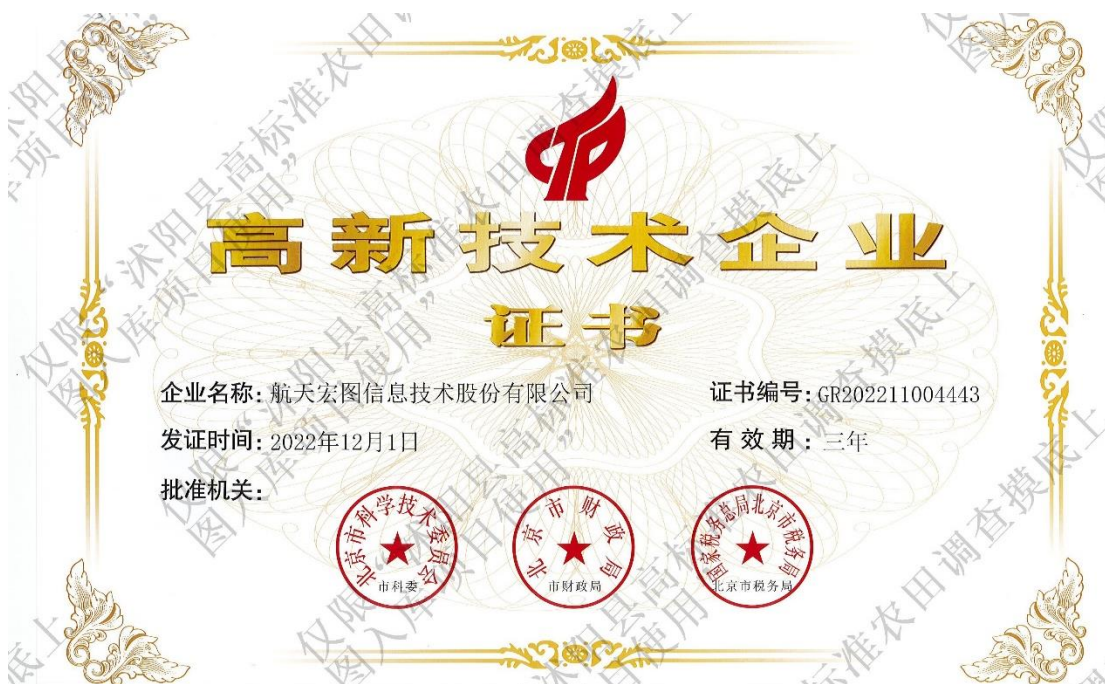 高新技术企业
证书
企业名称：航天宏图信息技术股份有限公司
证书编号：GR202211004443
发证时间：2022年12月1日
有效期：三年
批准机关：
北京市科学技术委员会
市科委
北京市财政局
市财政局
国家税务总局北京市税务局
北京市税务局
仅限“沭阳县高标准农田调查摸底上
图入库项目使用”